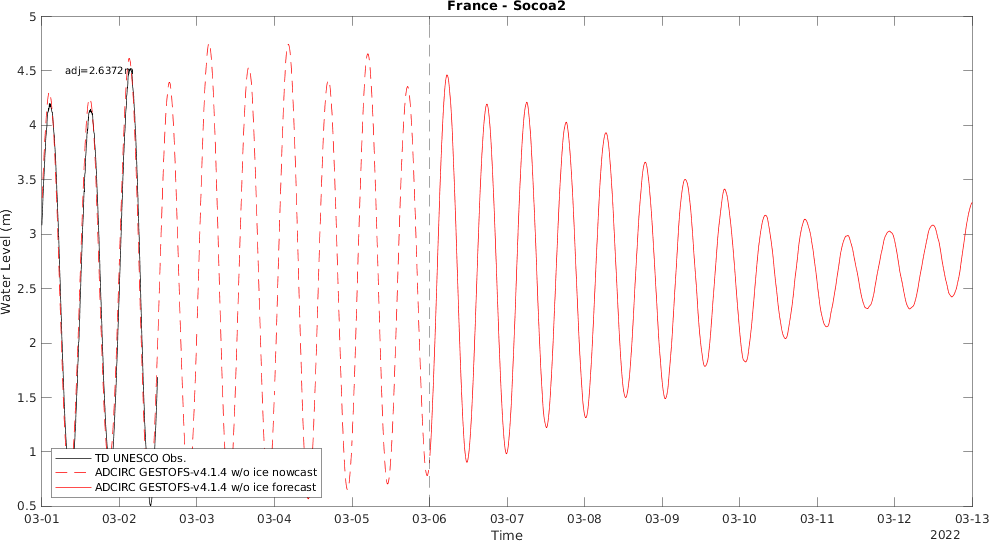 France - Socoa2
5
4.5
4
3.5
3
2.5
2
1.5
1
0.5
Water Level (m)
adj=2.6372m
TD UNESCO Obs.
ADCIRC GESTOFS-v4.1.4 w/o ice nowcast
ADCIRC GESTOFS-v4.1.4 w/o ice forecast
03-01 03-02 03-03 03-04 03-05 03-06 03-07 03-08 03-09 03-10 03-11 03-12 03-13
Time
2022